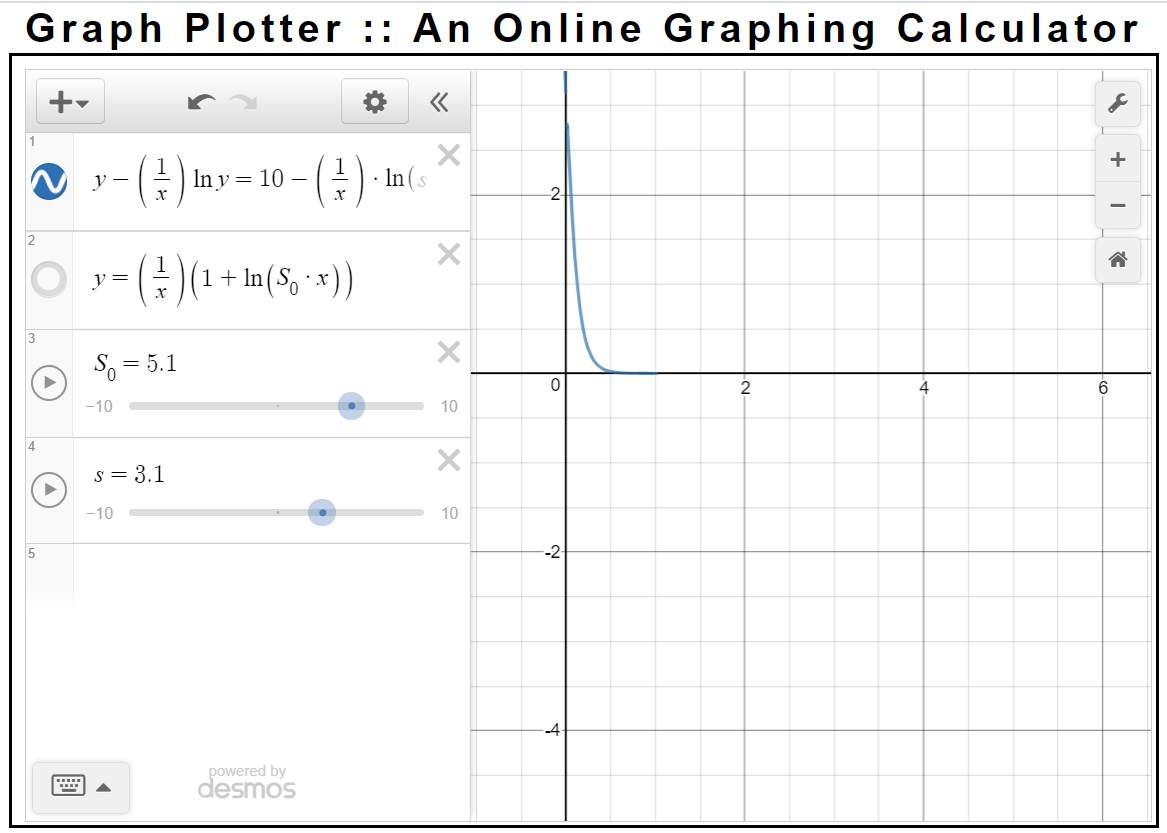 Graph Plotter :: An Online Graphing Calculator
1
y − (1/x) ln y = 10 − (1/x) · ln(s
2
y = (1/x)(1 + ln(S₀ · x))
3
S₀ = 5.1
−10 10
4
s = 3.1
−10 10
5
powered by
desmos
2
0 2 4 6
-2
-4